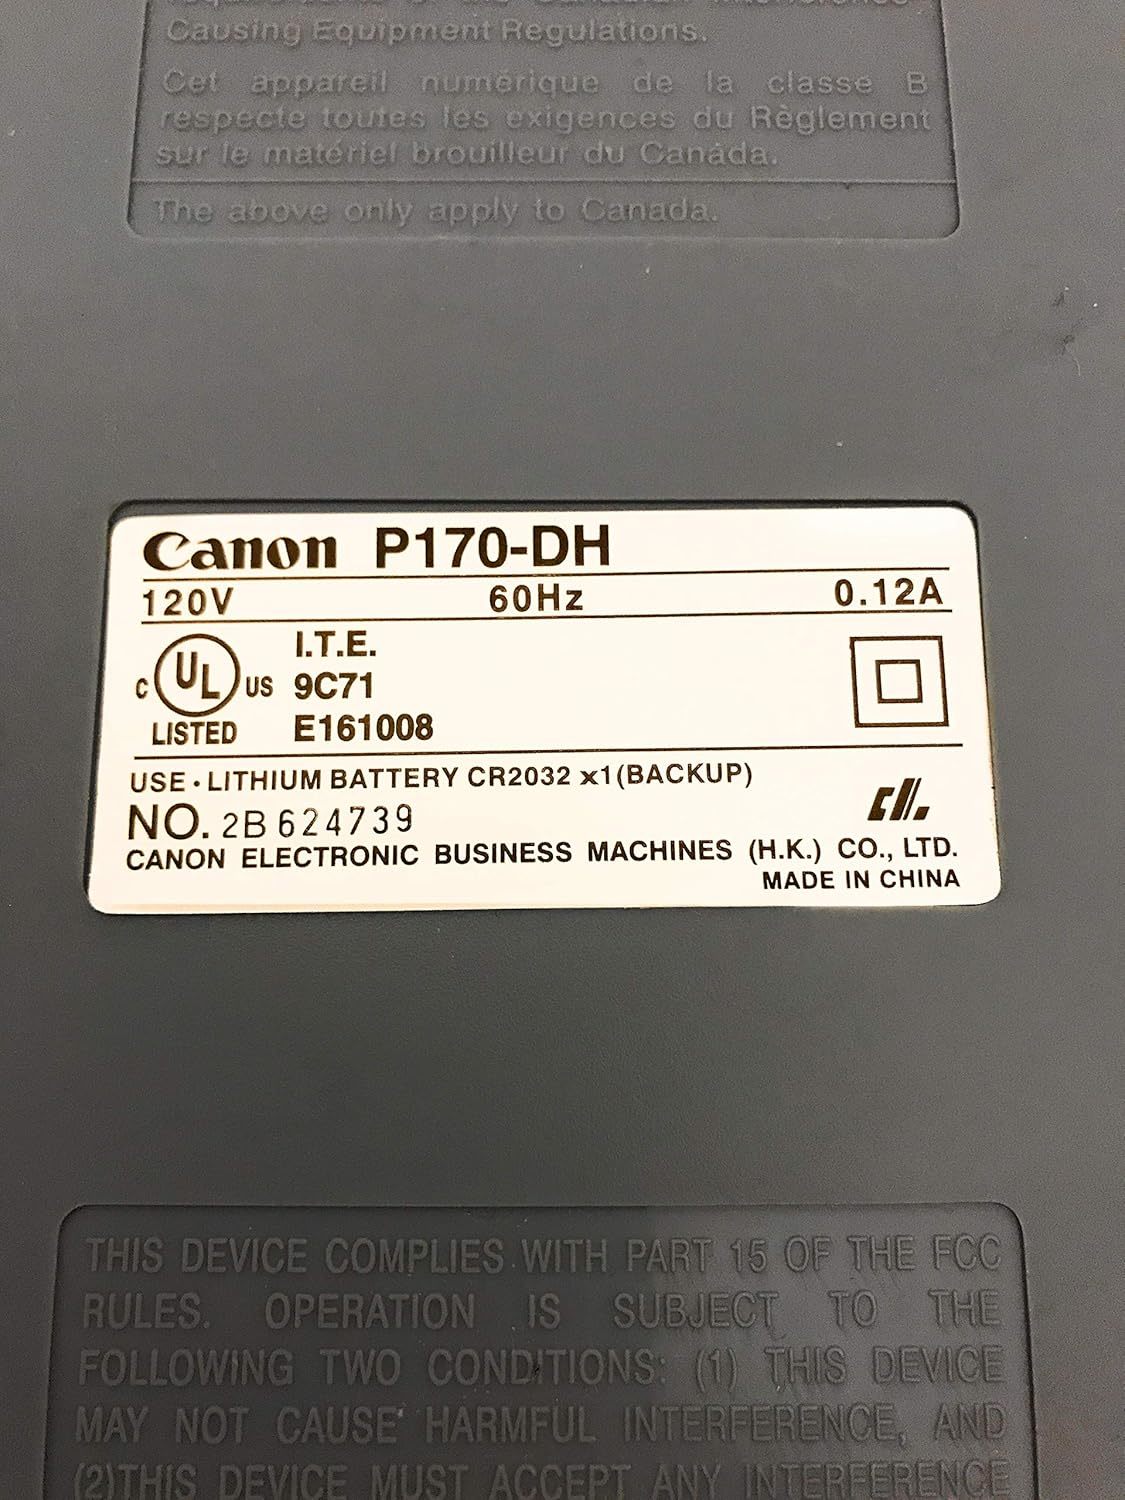 Causing Equipment Regulations.
Cet appareil numérique de la classe B
respecte toutes les exigences du Règlement
sur le matériel brouilleur du Canada.
The above only apply to Canada.
Canon P170-DH
120V 60Hz 0.12A
I.T.E.
C UL US 9C71
LISTED E161008
USE・LITHIUM BATTERY CR2032 x1(BACKUP)
NO. 2B624739
CANON ELECTRONIC BUSINESS MACHINES (H.K.) CO., LTD.
MADE IN CHINA
THIS DEVICE COMPLIES WITH PART 15 OF THE FCC
RULES. OPERATION IS SUBJECT TO THE
FOLLOWING TWO CONDITIONS: (1) THIS DEVICE
MAY NOT CAUSE HARMFUL INTERFERENCE, AND
(2)THIS DEVICE MUST ACCEPT ANY INTERFERENCE